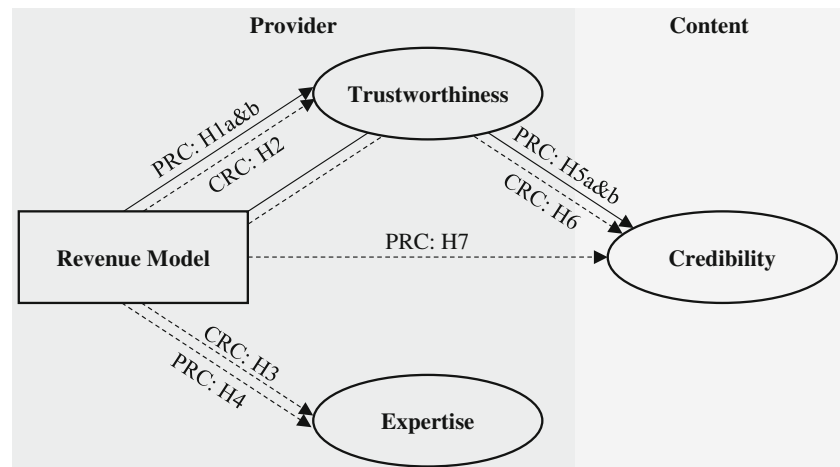 Provider
Content
Trustworthiness
PRC: H1a&b
CRC: H2
PRC: H5a&b
CRC: H6
Revenue Model
PRC: H7
Credibility
CRC: H3
PRC: H4
Expertise